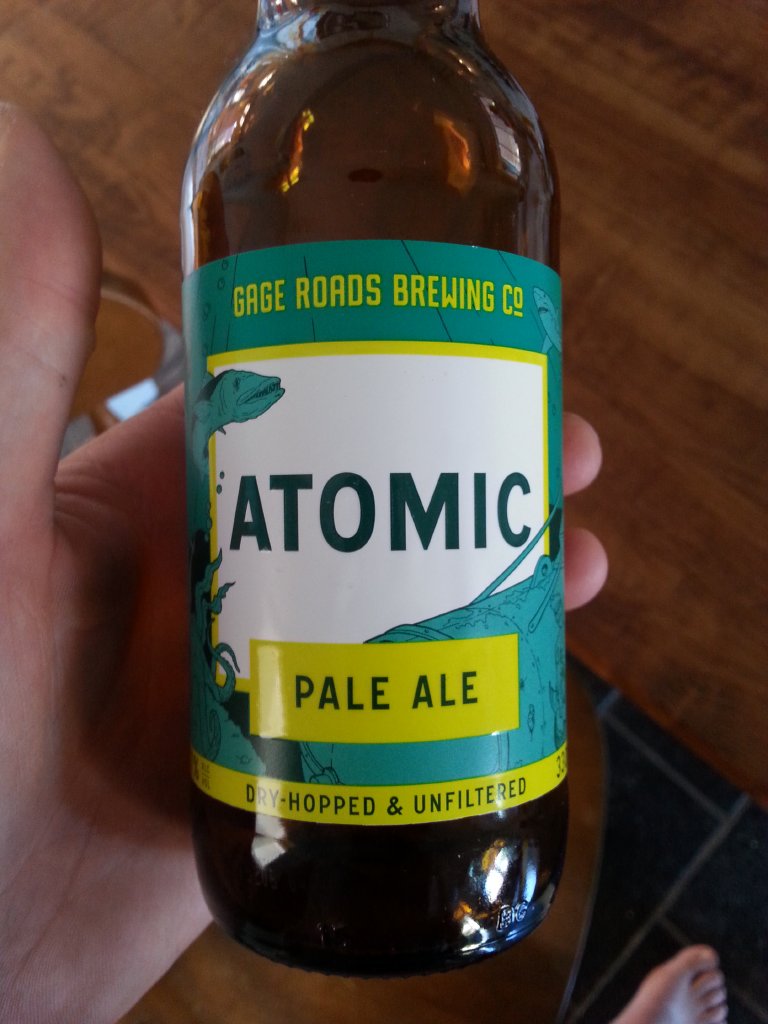 GAGE ROADS BREWING Co
ATOMIC
PALE ALE
DRY-HOPPED & UNFILTERED